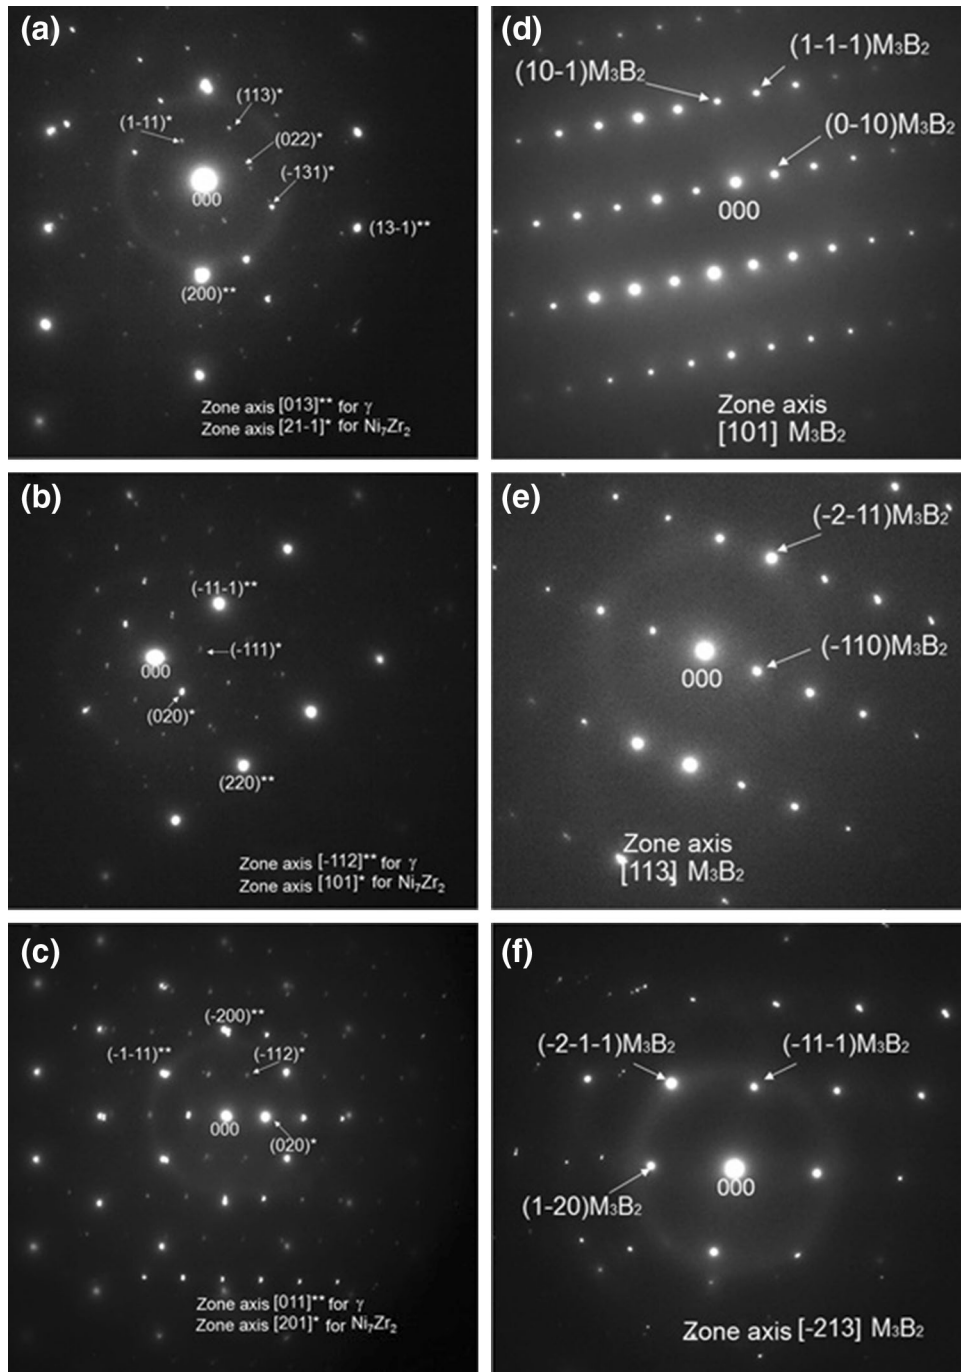 (a)
(113)*
(1-11)*
(022)*
(-131)*
000
(13-1)**
(200)**
Zone axis [013]** for γ
Zone axis [21-1]* for Ni₇Zr₂
(b)
(-11-1)**
(-111)*
000
(020)*
(220)**
Zone axis [-112]** for γ
Zone axis [101]* for Ni₇Zr₂
(c)
(-200)**
(-1-11)**
(-112)*
000
(020)*
Zone axis [011]** for γ
Zone axis [201]* for Ni₇Zr₂
(d)
(1-1-1)M₃B₂
(10-1)M₃B₂
(0-10)M₃B₂
000
Zone axis
[101] M₃B₂
(e)
(-2-11)M₃B₂
(-110)M₃B₂
000
Zone axis
[113] M₃B₂
(f)
(-2-1-1)M₃B₂
(-11-1)M₃B₂
000
(1-20)M₃B₂
Zone axis [-213] M₃B₂